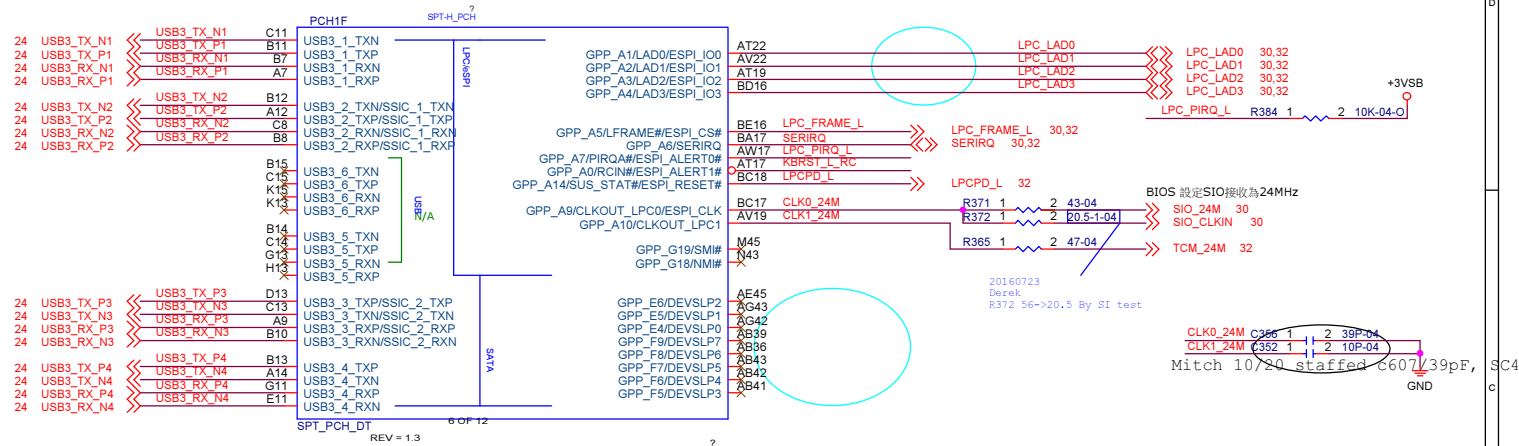 ?
PCH1F SPT-H_PCH
D
24 USB3_TX_N1 USB3_TX_N1 C11 USB3_1_TXN
24 USB3_TX_P1 USB3_TX_P1 B11 USB3_1_TXP
24 USB3_RX_N1 USB3_RX_N1 B7 USB3_1_RXN
24 USB3_RX_P1 USB3_RX_P1 A7 USB3_1_RXP
24 USB3_TX_N2 USB3_TX_N2 B12 USB3_2_TXN/SSIC_1_TXN
24 USB3_TX_P2 USB3_TX_P2 A12 USB3_2_TXP/SSIC_1_TXP
24 USB3_RX_N2 USB3_RX_N2 C8 USB3_2_RXN/SSIC_1_RXN
24 USB3_RX_P2 USB3_RX_P2 B8 USB3_2_RXP/SSIC_1_RXP
B15 USB3_6_TXN
C15 USB3_6_TXP
K15 USB3_6_RXN
K13 USB3_6_RXP
B14 USB3_5_TXN
C14 USB3_5_TXP
G13 USB3_5_RXN
H13 USB3_5_RXP
24 USB3_TX_P3 USB3_TX_P3 D13 USB3_3_TXP/SSIC_2_TXP
24 USB3_TX_N3 USB3_TX_N3 C13 USB3_3_TXN/SSIC_2_TXN
24 USB3_RX_P3 USB3_RX_P3 A9 USB3_3_RXP/SSIC_2_RXP
24 USB3_RX_N3 USB3_RX_N3 B10 USB3_3_RXN/SSIC_2_RXN
24 USB3_TX_P4 USB3_TX_P4 B13 USB3_4_TXP
24 USB3_TX_N4 USB3_TX_N4 A14 USB3_4_TXN
24 USB3_RX_P4 USB3_RX_P4 G11 USB3_4_RXP
24 USB3_RX_N4 USB3_RX_N4 E11 USB3_4_RXN
LPC/eSPI
USB
N/A
SATA
GPP_A1/LAD0/ESPI_IO0 AT22 LPC_LAD0 LPC_LAD0 30,32
GPP_A2/LAD1/ESPI_IO1 AV22 LPC_LAD1 LPC_LAD1 30,32
GPP_A3/LAD2/ESPI_IO2 AT19 LPC_LAD2 LPC_LAD2 30,32
GPP_A4/LAD3/ESPI_IO3 BD16 LPC_LAD3 LPC_LAD3 30,32
GPP_A5/LFRAME#/ESPI_CS# BE16 LPC_FRAME_L LPC_FRAME_L 30,32
GPP_A6/SERIRQ BA17 SERIRQ SERIRQ 30,32
GPP_A7/PIRQA#/ESPI_ALERT0# AW17 LPC_PIRQ_L
GPP_A0/RCIN#/ESPI_ALERT1# AT17 KBRST_L_RC
GPP_A14/SUS_STAT#/ESPI_RESET# BC18 LPCPD_L LPCPD_L 32
GPP_A9/CLKOUT_LPC0/ESPI_CLK BC17 CLK0_24M
GPP_A10/CLKOUT_LPC1 AV19 CLK1_24M
GPP_G19/SMI# M45
GPP_G18/NMI# N43
GPP_E6/DEVSLP2 AE45
GPP_E5/DEVSLP1 AG43
GPP_E4/DEVSLP0 AG42
GPP_F9/DEVSLP7 AB39
GPP_F8/DEVSLP6 AB36
GPP_F7/DEVSLP5 AB43
GPP_F6/DEVSLP4 AB42
GPP_F5/DEVSLP3 AB41
+3VSB
LPC_PIRQ_L R384 1 2 10K-04-O
BIOS 設定SIO接收為24MHz
R371 1 2 43-04 SIO_24M 30
R372 1 2 20.5-1-04 SIO_CLKIN 30
R365 1 2 47-04 TCM_24M 32
20160723
Derek
R372 56->20.5 By SI test
CLK0_24M C356 1 2 39P-04
CLK1_24M C352 1 2 10P-04
Mitch 10/20 staffed c607/39pF, SC4
GND
C
SPT_PCH_DT 6 OF 12
REV = 1.3
?